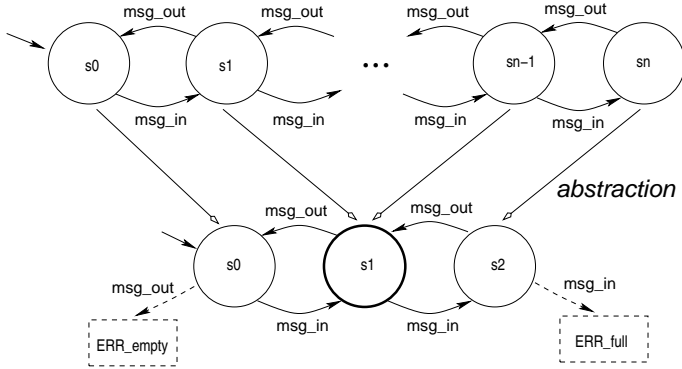 msg_out msg_out msg_out msg_out
s0 s1 ... sn−1 sn
msg_in msg_in msg_in msg_in
abstraction
msg_out msg_out
s0 s1 s2
msg_out msg_in
msg_in msg_in
ERR_empty ERR_full